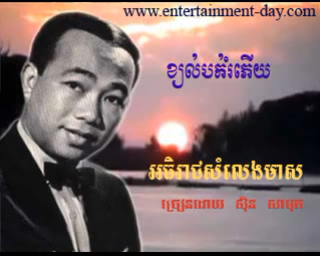 www.entertainment-day.com
ខ្យល់បក់រំភើយ
អធិរាជសំលេងមាស
ច្រៀងដោយ ស៊ិន សាមុត